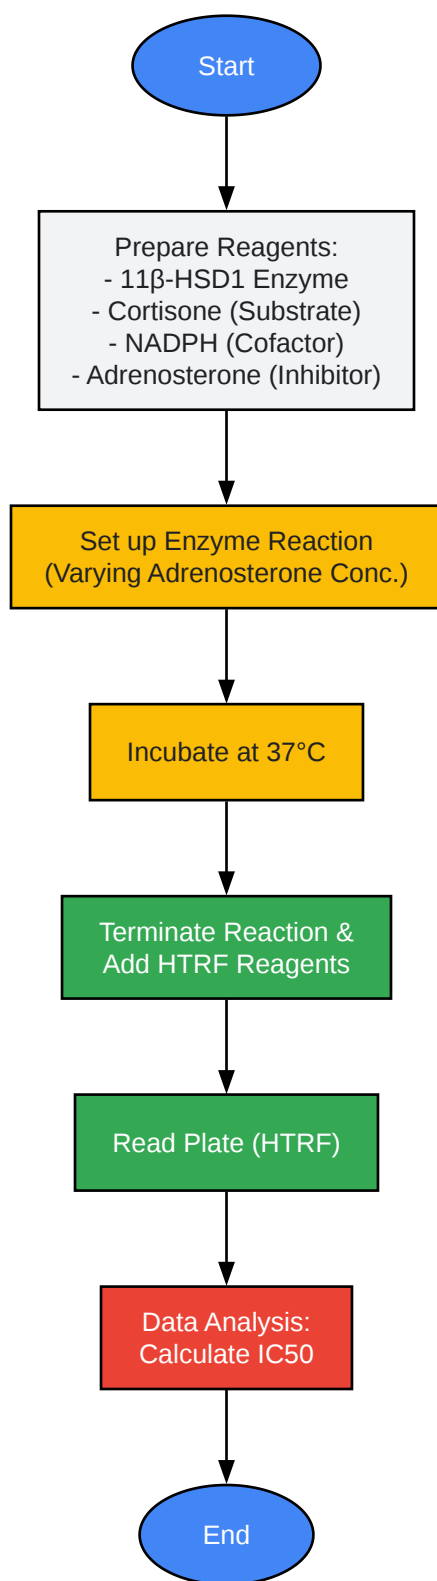 Start
Prepare Reagents:
- 11β-HSD1 Enzyme
- Cortisone (Substrate)
- NADPH (Cofactor)
- Adrenosterone (Inhibitor)
Set up Enzyme Reaction
(Varying Adrenosterone Conc.)
Incubate at 37°C
Terminate Reaction &
Add HTRF Reagents
Read Plate (HTRF)
Data Analysis:
Calculate IC50
End